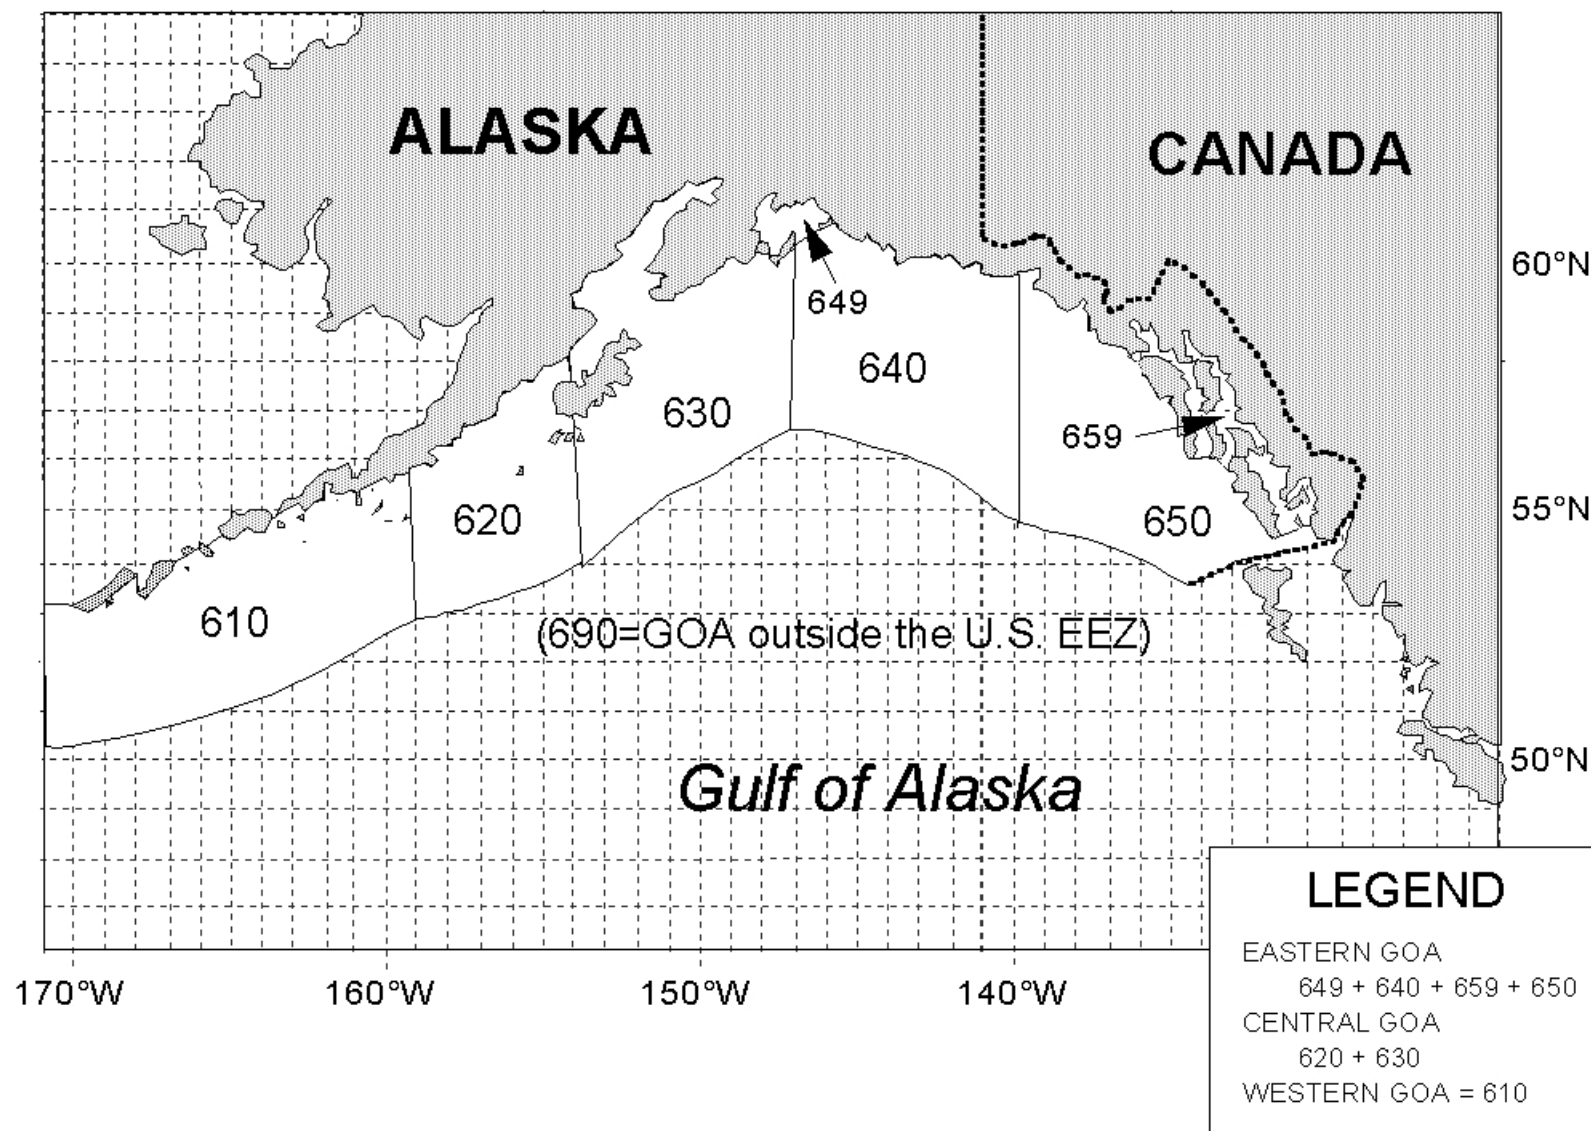 ALASKA
CANADA
60°N
649
640
630
659
620
650
55°N
610
(690=GOA outside the U.S. EEZ)
Gulf of Alaska
50°N
170°W
160°W
150°W
140°W
LEGEND
EASTERN GOA
649 + 640 + 659 + 650
CENTRAL GOA
620 + 630
WESTERN GOA = 610